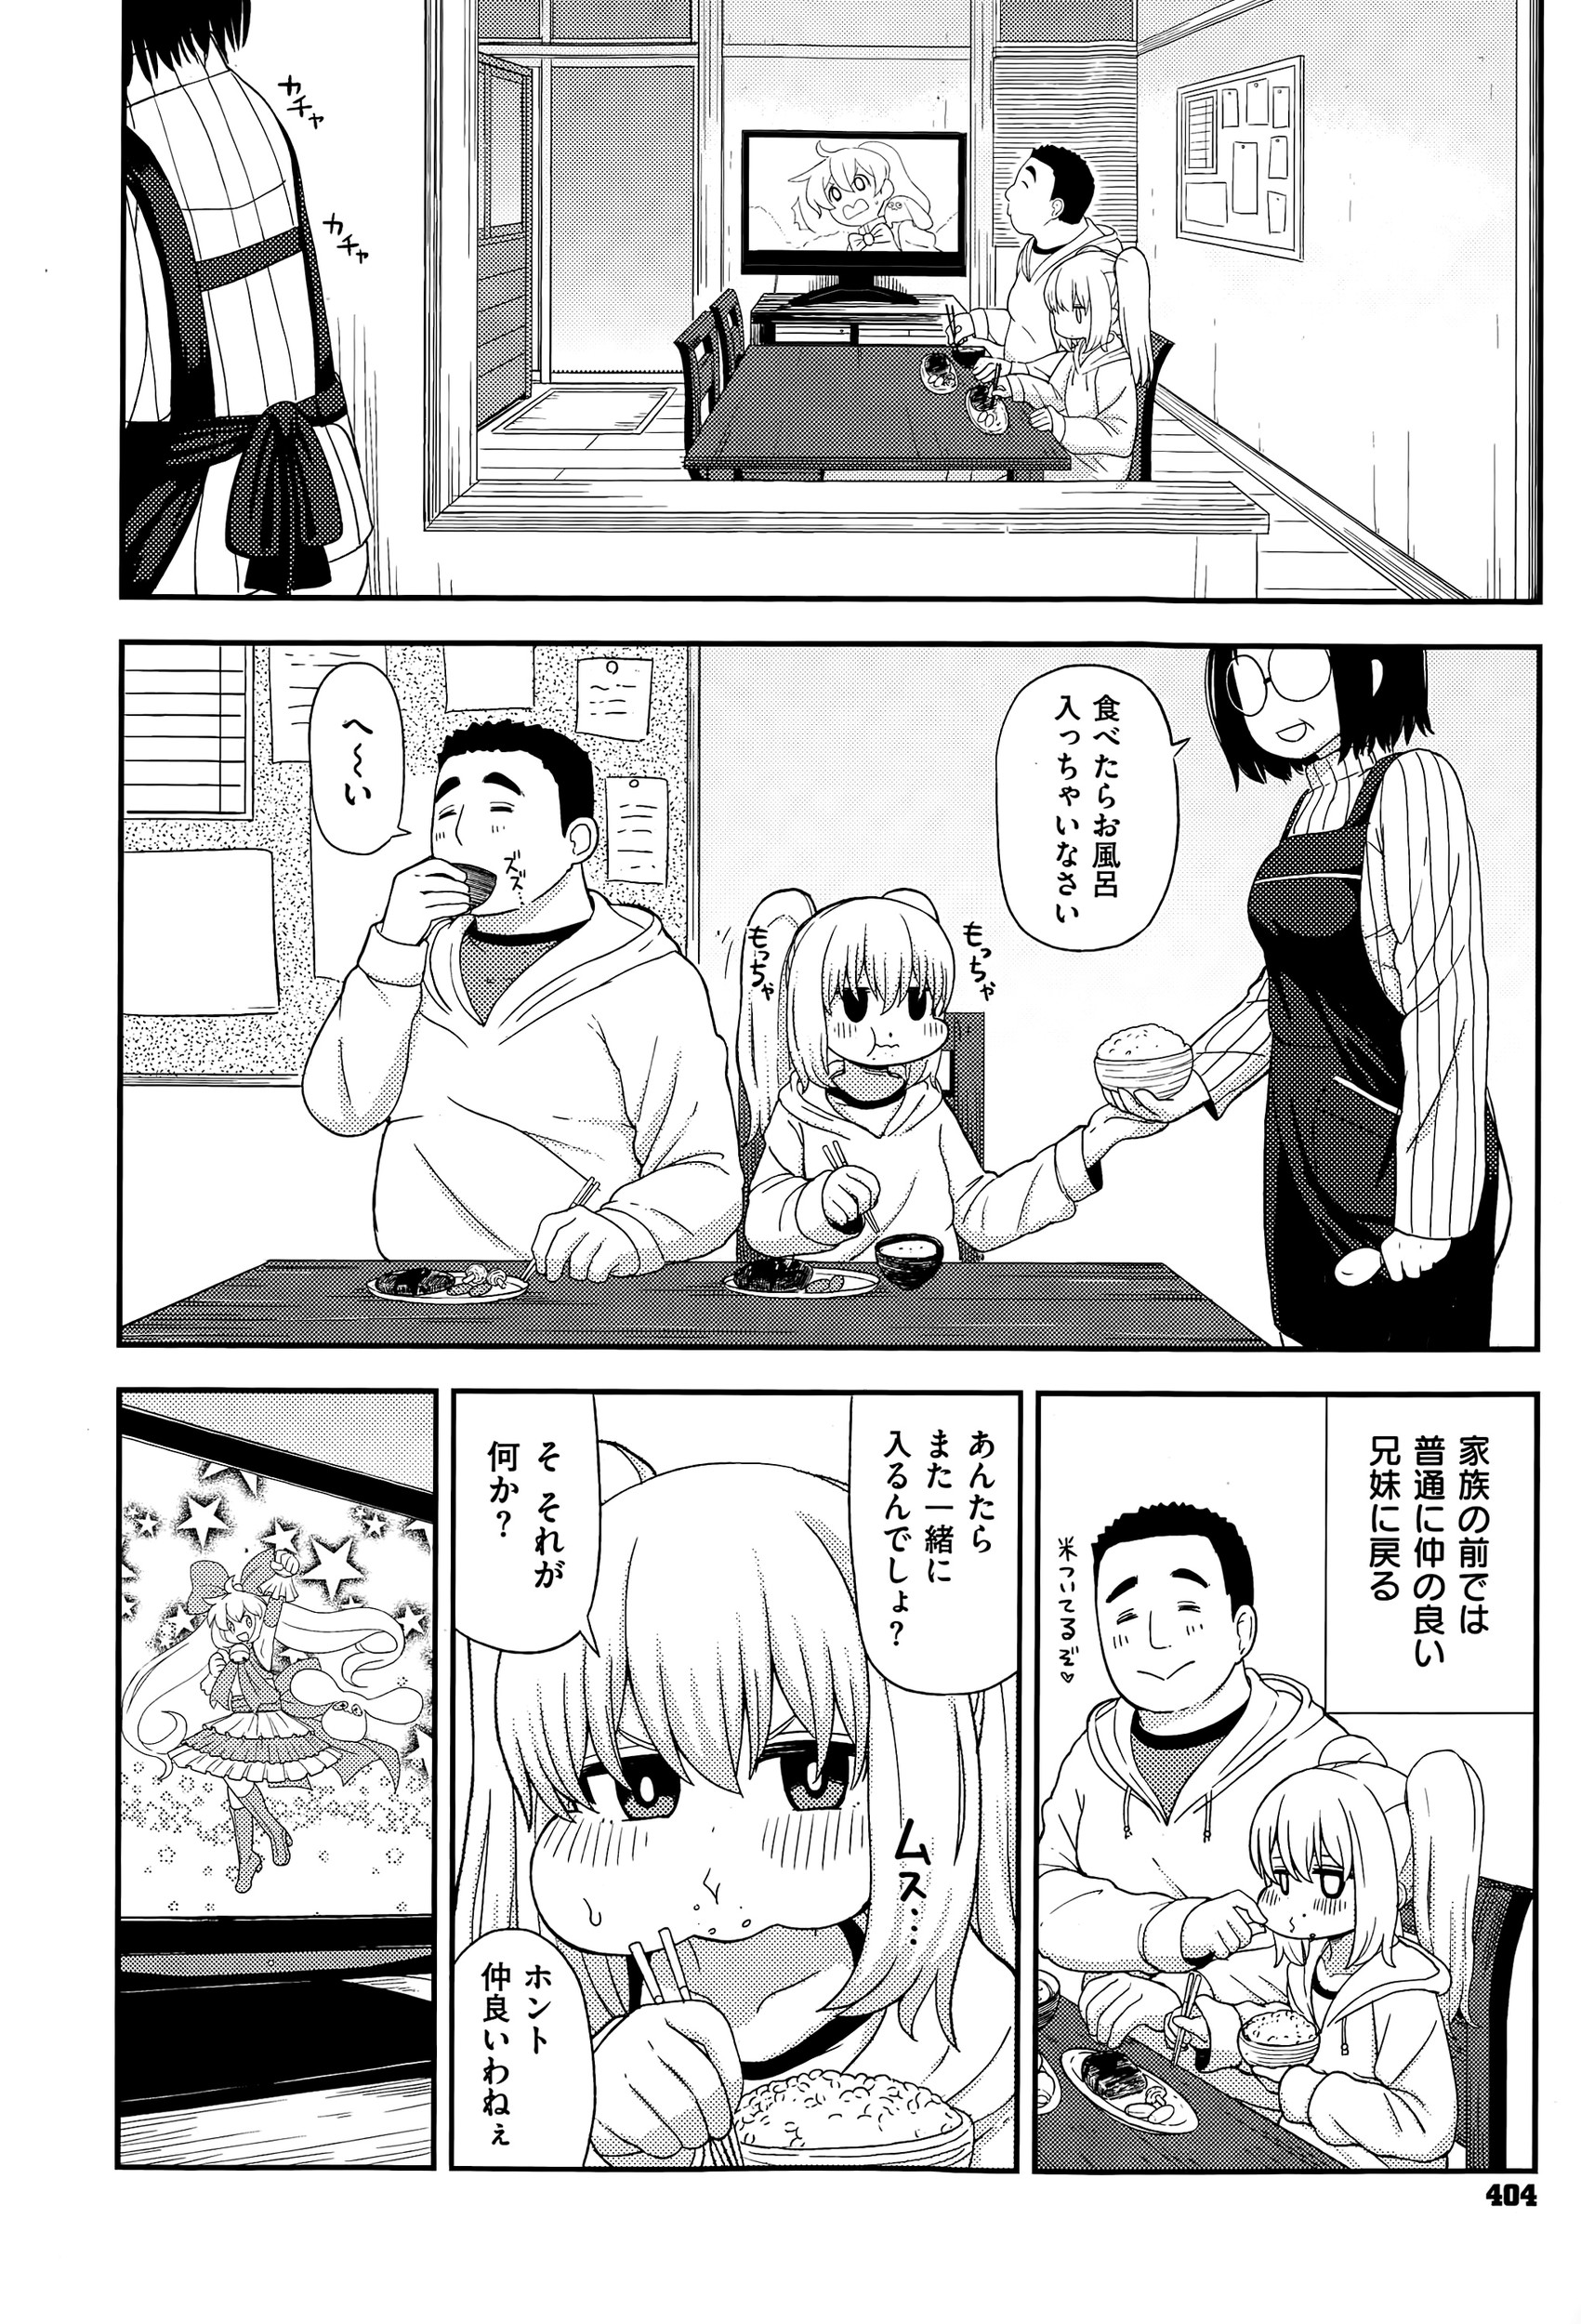 カチャ
カチャ
食べたらお風呂
入っちゃいなさい
もっちゃ
もっちゃ
ズズ…
へ〜い
家族の前では
普通に仲の良い
兄妹に戻る
米ついてるぞ♡
あんたら
また一緒に
入るんでしょ？
ムス……
そ それが
何か？
ホント
仲良いわねぇ
404